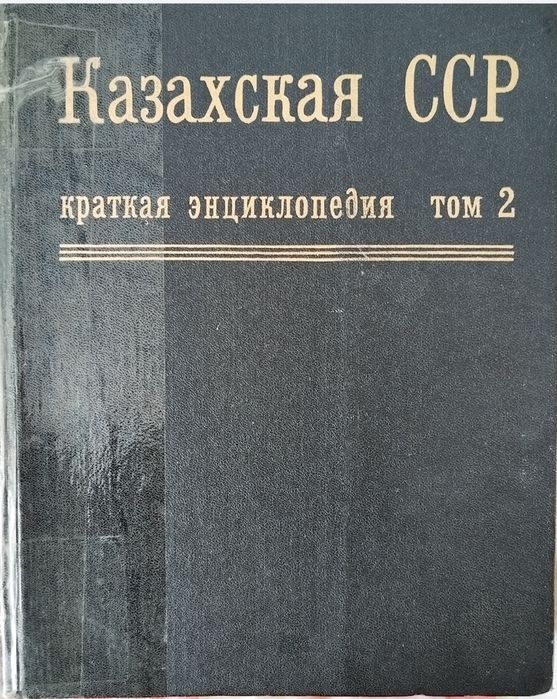 Казахская ССР
краткая энциклопедия том 2